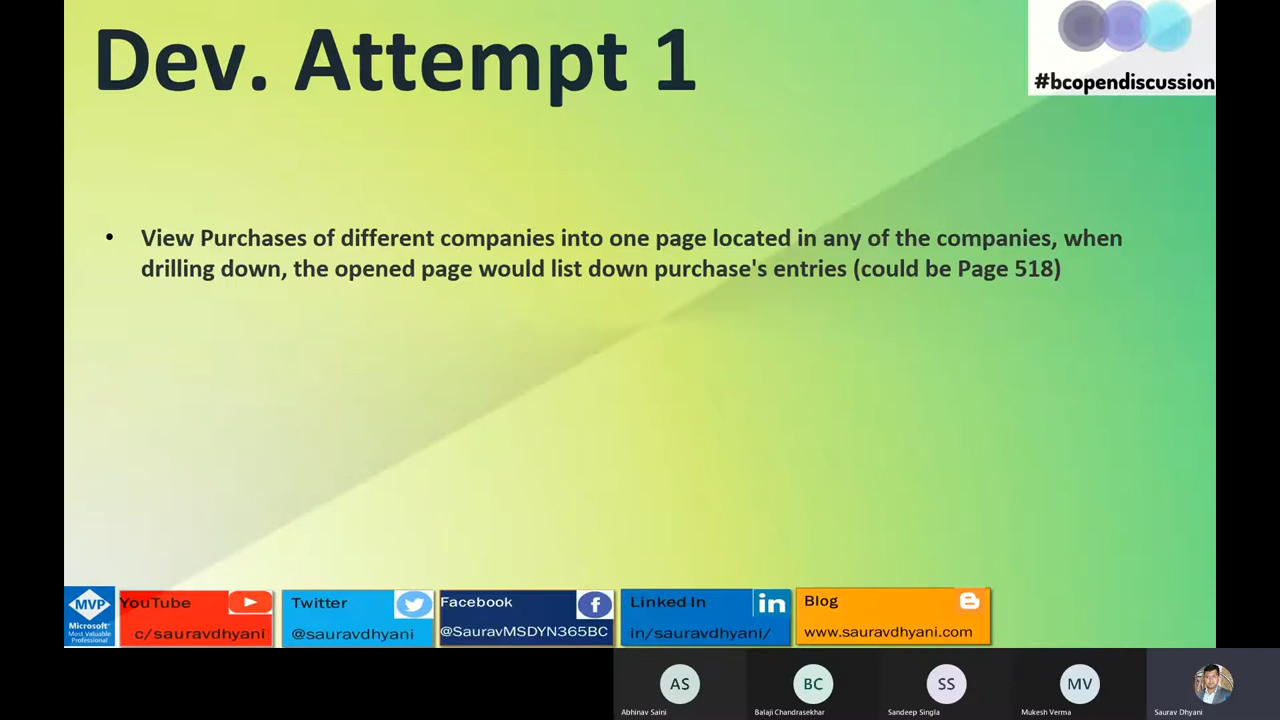 Dev. Attempt 1
#bcopendiscussion
• View Purchases of different companies into one page located in any of the companies, when
drilling down, the opened page would list down purchase's entries (could be Page 518)
MVP
Microsoft®
Most Valuable
Professional
YouTube
c/sauravdhyani
Twitter
@sauravdhyani
Facebook
@SauravMSDYN365BC
Linked In
in
in/sauravdhyani/
Blog
www.sauravdhyani.com
AS
BC
SS
MV
Abhinav Saini
Balaji Chandrasekhar
Sandeep Singla
Mukesh Verma
Saurav Dhyani